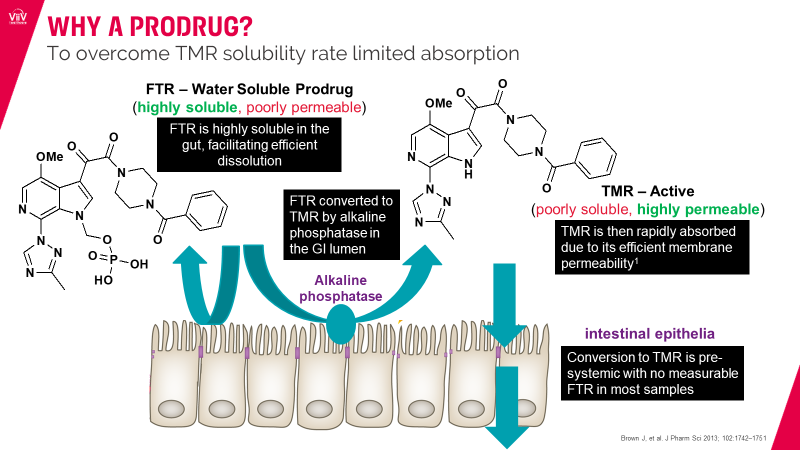 ViiV
WHY A PRODRUG?
To overcome TMR solubility rate limited absorption
FTR – Water Soluble Prodrug
(highly soluble, poorly permeable)
FTR is highly soluble in the
gut, facilitating efficient
dissolution
OMe
O
O
N
N
N
N
N
N
N
O
O
O
P
OH
HO
FTR converted to
TMR by alkaline
phosphatase in
the GI lumen
Alkaline
phosphatase
OMe
O
O
N
N
N
N
H
N
N
N
O
TMR – Active
(poorly soluble, highly permeable)
TMR is then rapidly absorbed
due to its efficient membrane
permeability1
intestinal epithelia
Conversion to TMR is pre-
systemic with no measurable
FTR in most samples
Brown J, et al. J Pharm Sci 2013; 102:1742–1751